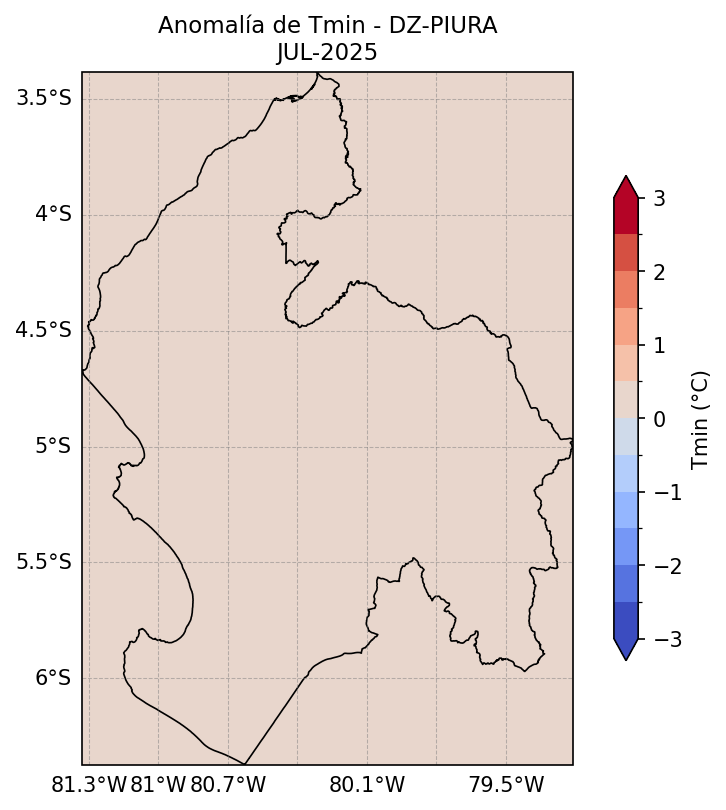 Anomalía de Tmin - DZ-PIURA
JUL-2025
3.5°S
4°S
4.5°S
5°S
5.5°S
6°S
81.3°W 81°W 80.7°W 80.1°W 79.5°W
3
2
1
0
−1
−2
−3
Tmin (°C)